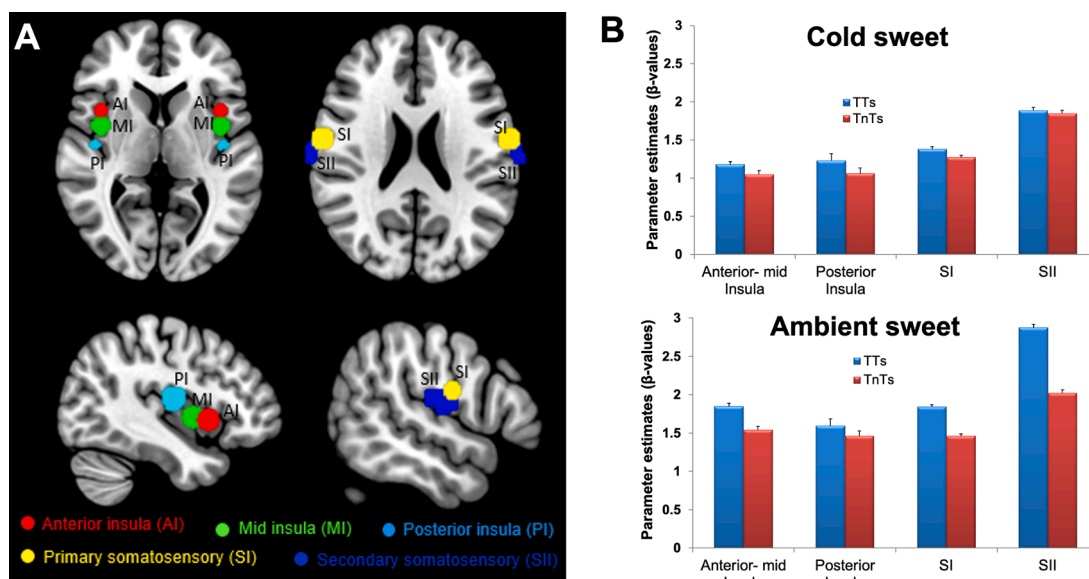 A
AI
AI
MI
MI
PI
PI
SI
SI
SII
SII
PI
MI
AI
SII
SI
Anterior insula (AI)
Mid insula (MI)
Posterior insula (PI)
Primary somatosensory (SI)
Secondary somatosensory (SII)
B
Cold sweet
Parameter estimates (β-values)
3
2.5
2
1.5
1
0.5
0
TTs
TnTs
Anterior- mid
Insula
Posterior
Insula
SI
SII
Ambient sweet
Parameter estimates (β-values)
3
2.5
2
1.5
1
0.5
0
TTs
TnTs
Anterior- mid
Posterior
SI
SII